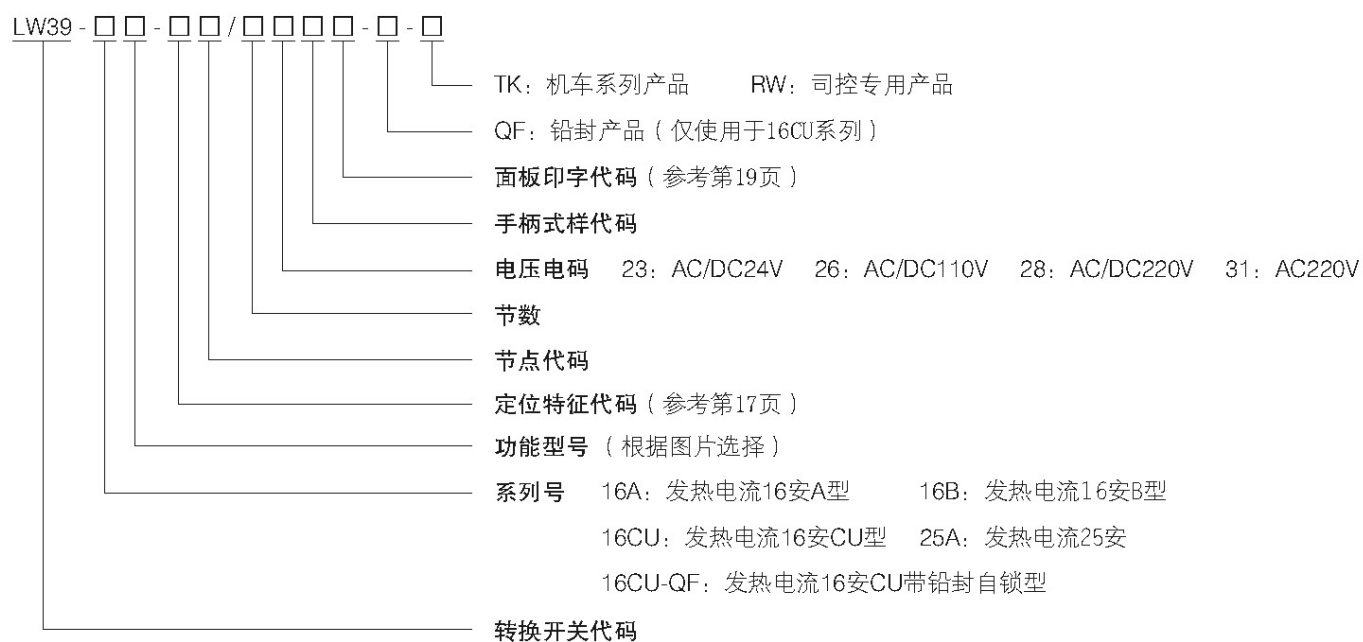 LW39-□□-□□/□□□□-□-□
TK：机车系列产品 RW：司控专用产品
QF：铅封产品（仅使用于16CU系列）
面板印字代码（参考第19页）
手柄式样代码
电压电码 23：AC/DC24V 26：AC/DC110V 28：AC/DC220V 31：AC220V
节数
节点代码
定位特征代码（参考第17页）
功能型号（根据图片选择）
系列号 16A：发热电流16安A型 16B：发热电流16安B型
16CU：发热电流16安CU型 25A：发热电流25安
16CU-QF：发热电流16安CU带铅封自锁型
转换开关代码